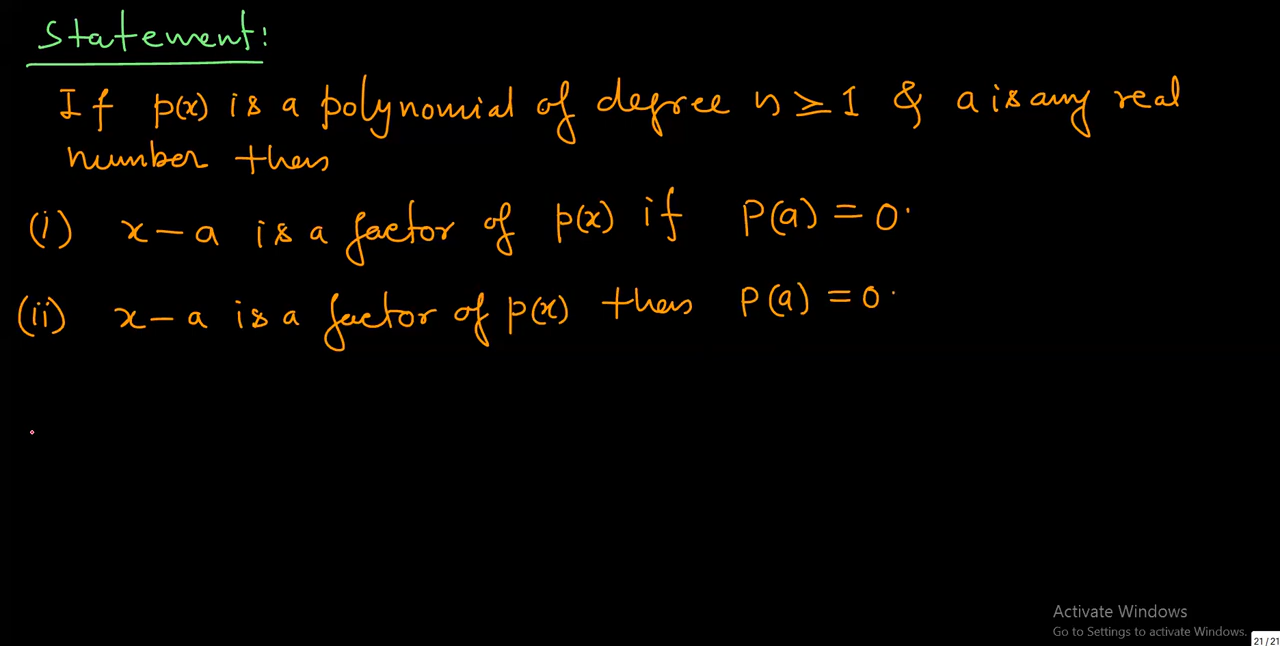 Statement:
If p(x) is a polynomial of degree n ≥ 1 & a is any real
number then
(i) x - a is a factor of p(x) if P(a) = 0.
(ii) x - a is a factor of p(x) then P(a) = 0.
Activate Windows
Go to Settings to activate Windows.
21 / 21